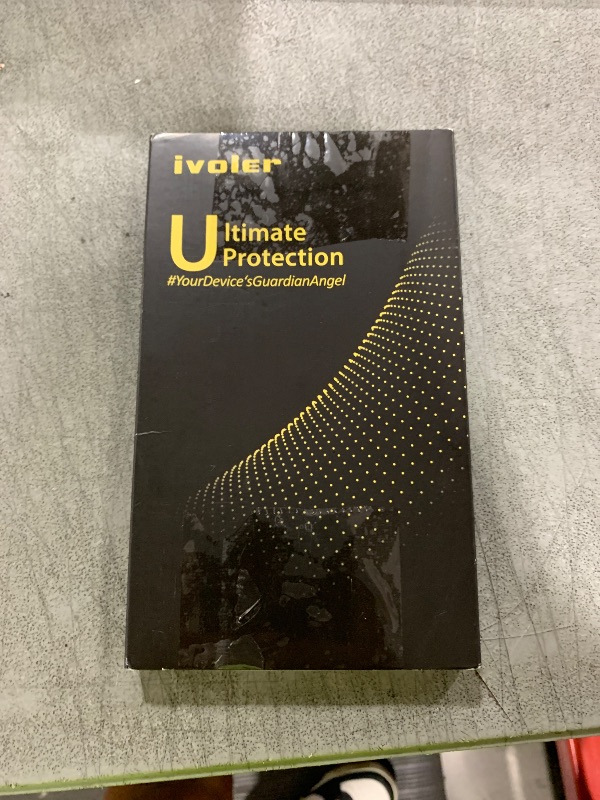 ivoler
Ultimate
Protection
#YourDevice'sGuardianAngel